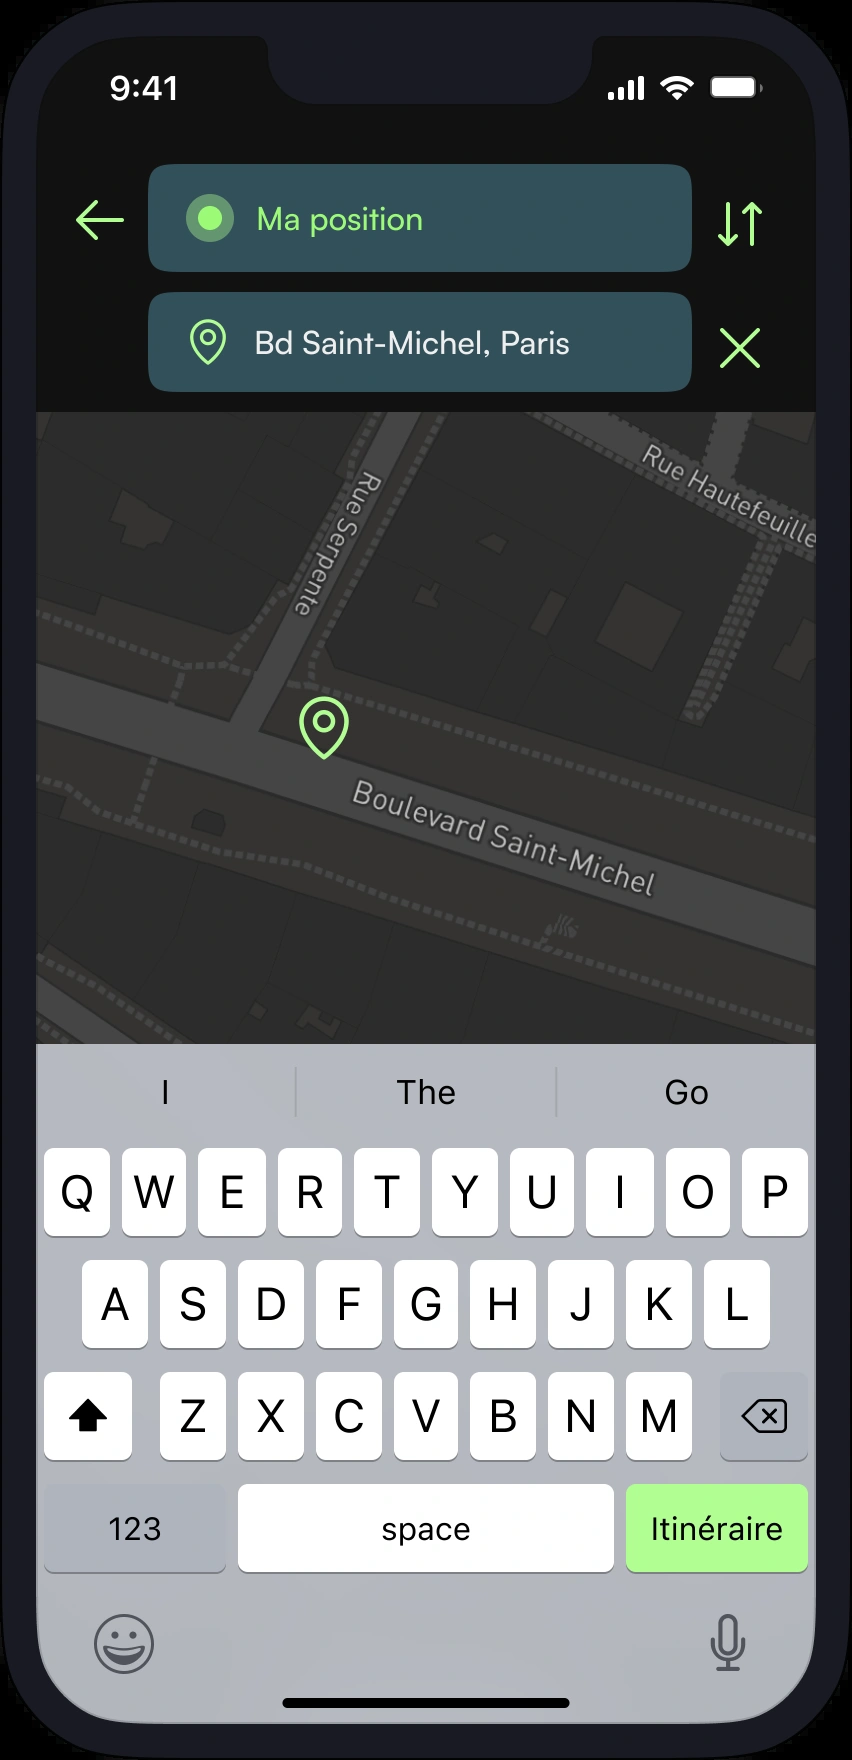 9:41
Ma position
Bd Saint-Michel, Paris
Rue Serpente
Rue Hautefeuille
Boulevard Saint-Michel
I The Go
Q W E R T Y U I O P
A S D F G H J K L
Z X C V B N M
123 space Itinéraire